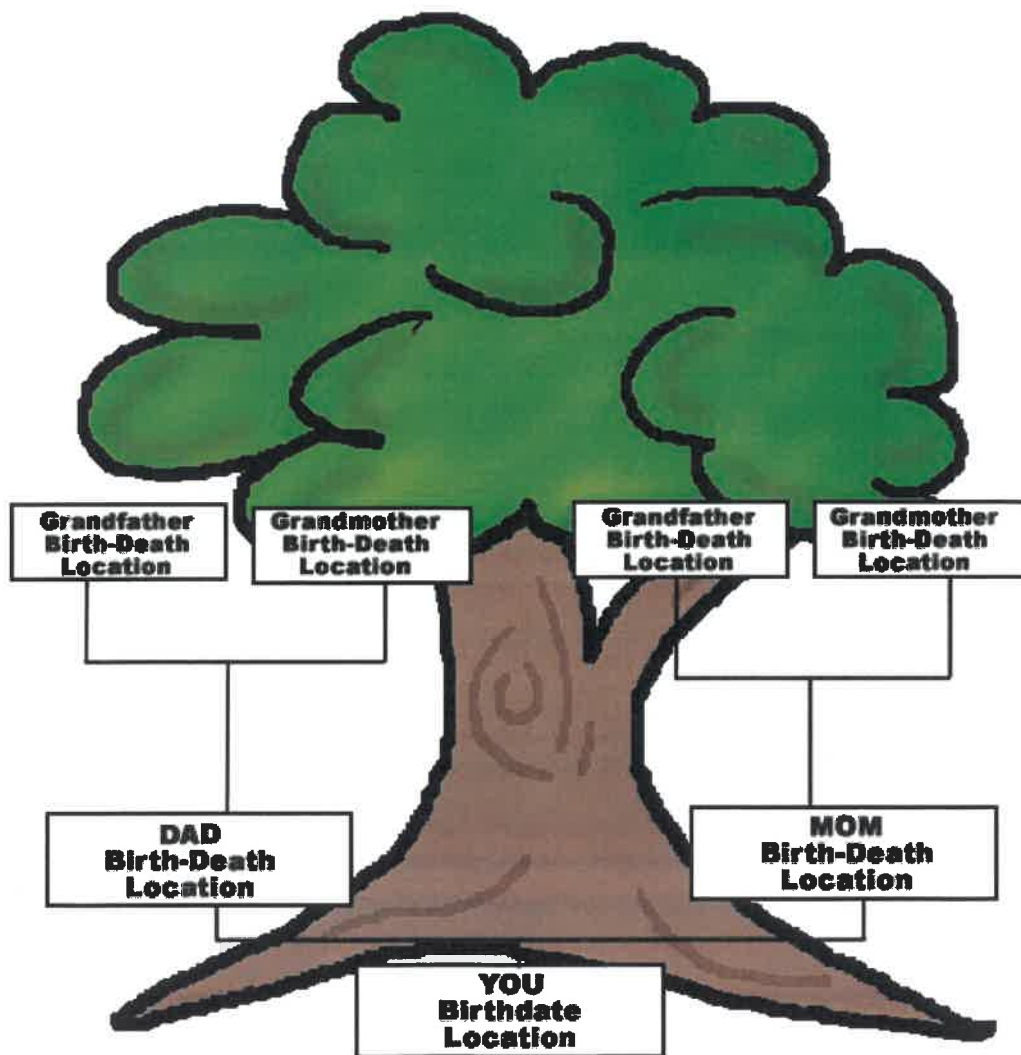 Grandfather
Birth-Death
Location
Grandmother
Birth-Death
Location
Grandfather
Birth-Death
Location
Grandmother
Birth-Death
Location
DAD
Birth-Death
Location
MOM
Birth-Death
Location
YOU
Birthdate
Location